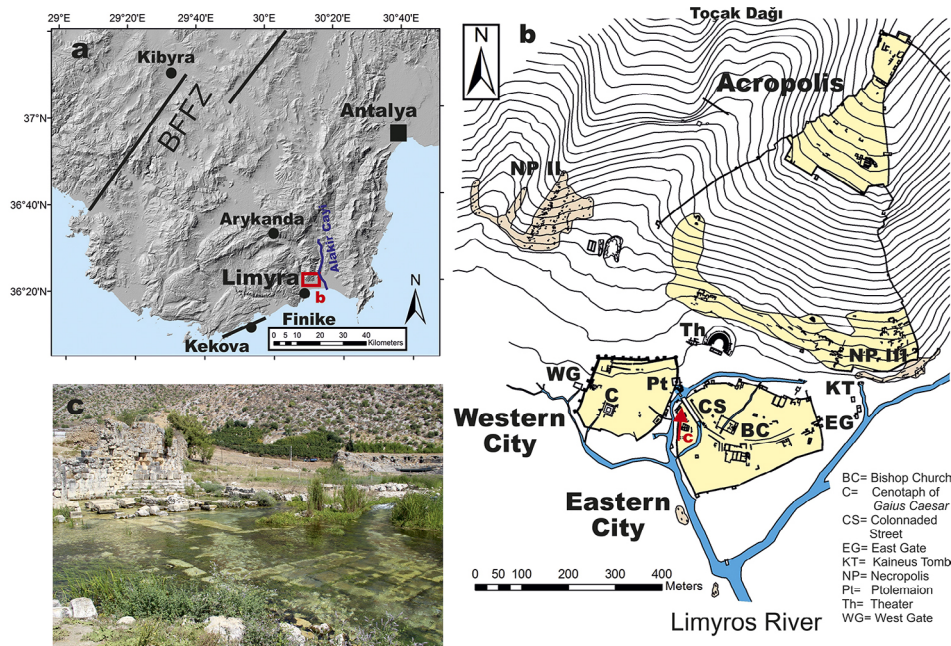 29°E
29°20'
29°40'
30°00'
30°20'
30°40'E
37°N
36°40'N
36°20'N
a
Kibyra
BFFZ
Antalya
Arykanda
Alakır Çayı
Limyra
b
Finike
Kekova
N
0 5 10 20 30 40
Kilometers
b
N
Toçak Dağı
Acropolis
NP II
NP III
Th
WG
C
Pt
CS
c
BC
KT
EG
Western
City
Eastern
City
0 50 100 200 300 400
Meters
Limyros River
BC= Bishop Church
C= Cenotaph of
Gaius Caesar
CS= Colonnaded
Street
EG= East Gate
KT= Kaineus Tomb
NP= Necropolis
Pt= Ptolemaion
Th= Theater
WG= West Gate
c